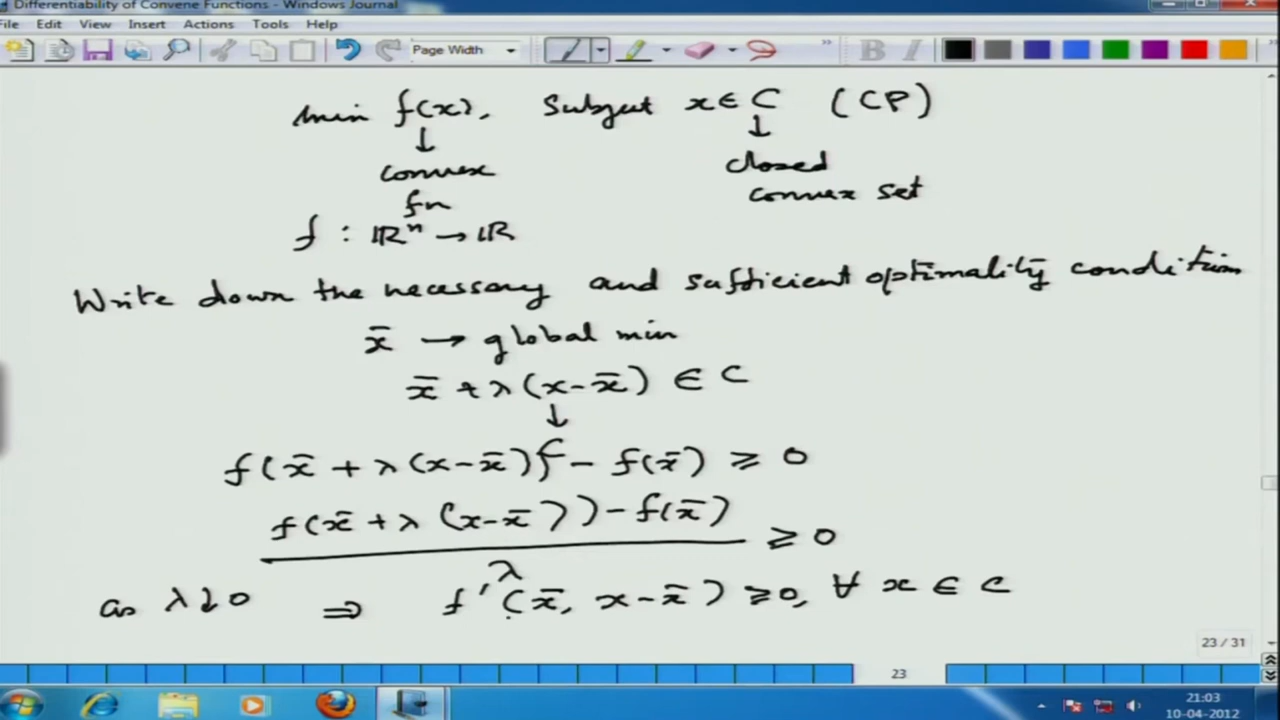 Differentiability of Convene Functions - Windows Journal
File Edit View Insert Actions Tools Help
Page Width
min f(x), Subject x ∈ C (CP)
↓ ↓
convex closed
fn convex set
f : ℝⁿ → ℝ
Write down the necessary and sufficient optimality condition
x̄ → global min
x̄ + λ(x-x̄) ∈ C
↓
f(x̄ + λ(x-x̄)) - f(x̄) ≥ 0
f(x̄ + λ(x-x̄)) - f(x̄)
≥ 0
λ
as λ↓0 ⇒ f'(x̄, x-x̄) ≥ 0, ∀ x ∈ C
23 / 31
23
21:03
10-04-2012